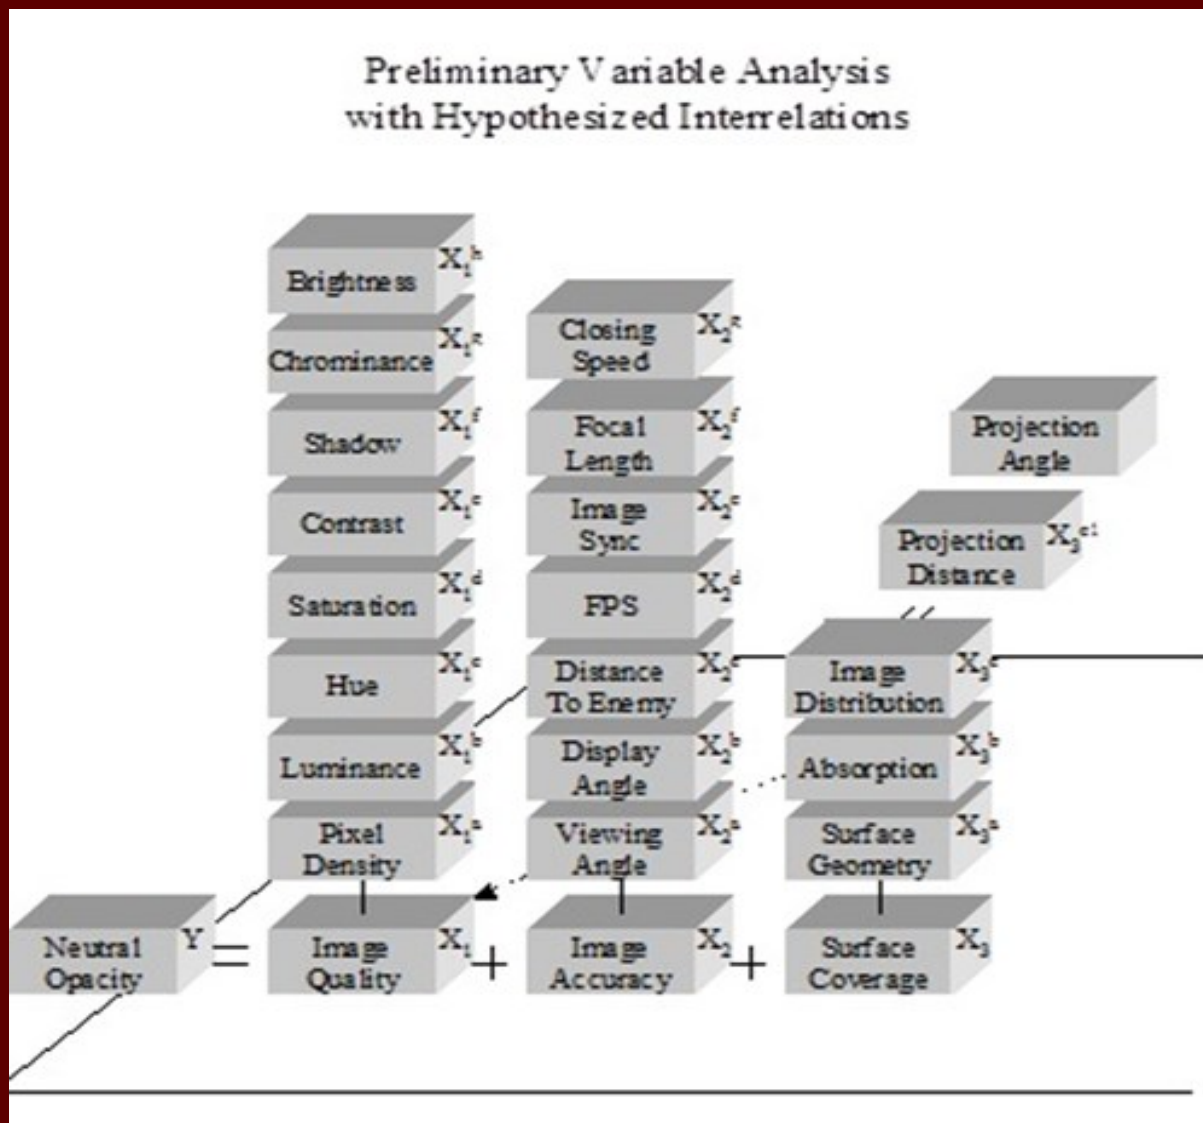 Preliminary Variable Analysis
with Hypothesized Interrelations
Brightness X₁ʰ
Chrominance X₁ᵍ
Shadow X₁ᶠ
Contrast X₁ᵉ
Saturation X₁ᵈ
Hue X₁ᶜ
Luminance X₁ᵇ
Pixel
Density X₁ᵃ
Closing
Speed X₂ᵍ
Focal
Length X₂ᶠ
Image
Sync X₂ᵉ
FPS X₂ᵈ
Distance
To Enemy X₂ᶜ
Display
Angle X₂ᵇ
Viewing
Angle X₂ᵃ
Projection
Angle
Projection
Distance X₃ᶜ¹
Image
Distribution X₃ᶜ
Absorption X₃ᵇ
Surface
Geometry X₃ᵃ
Neutral
Opacity Y
=
Image
Quality X₁
+
Image
Accuracy X₂
+
Surface
Coverage X₃